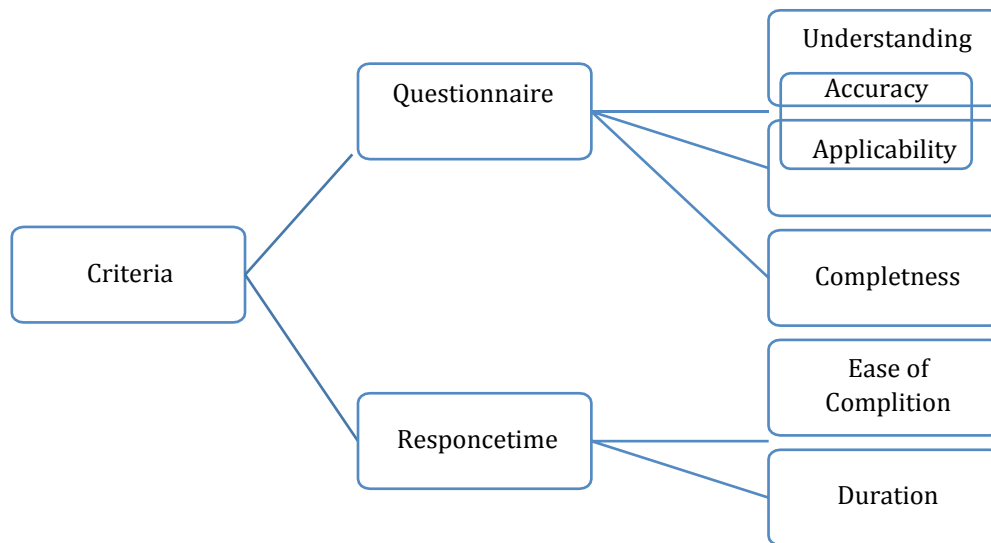 Understanding
Accuracy
Questionnaire
Applicability
Criteria
Completness
Ease of
Complition
Responcetime
Duration